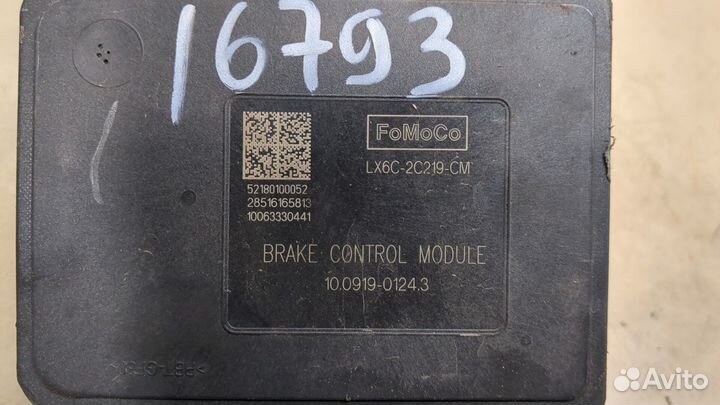 16793
FoMoCo
LX6C-2C219-CM
52180100052
28516165813
10063330441
BRAKE CONTROL MODULE
10.0919-0124.3
Avito